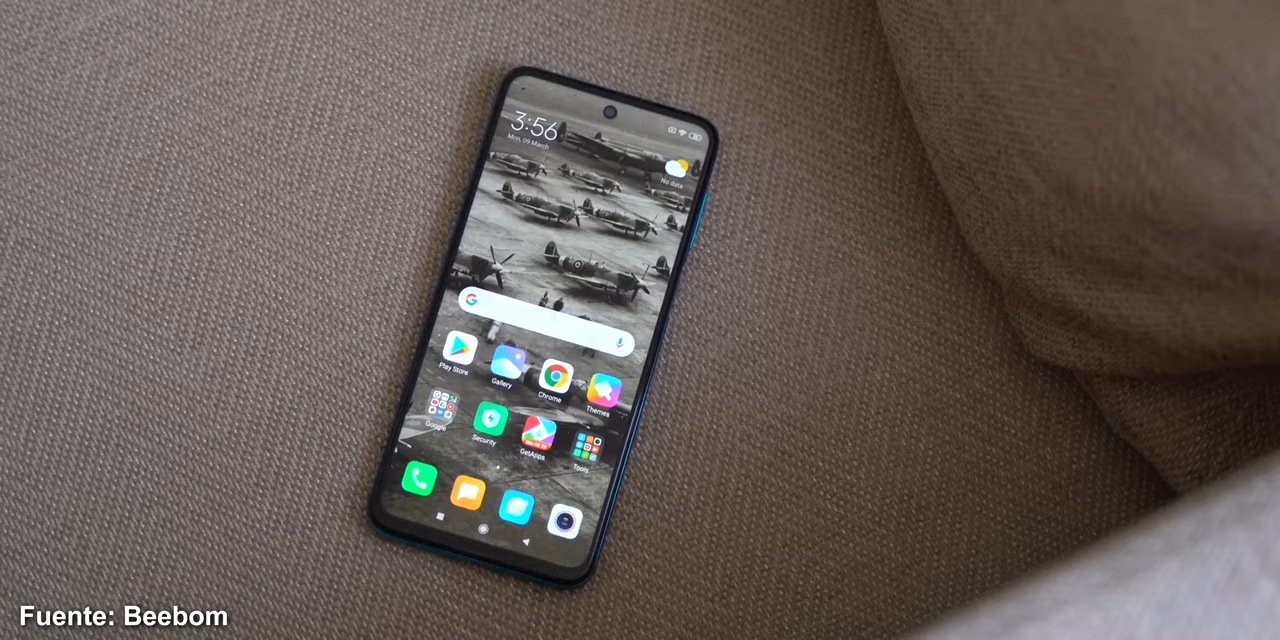 3:56
Mon, 09 March
No data
Play Store
Gallery
Chrome
Themes
Google
Security
GetApps
Tools
Fuente: Beebom